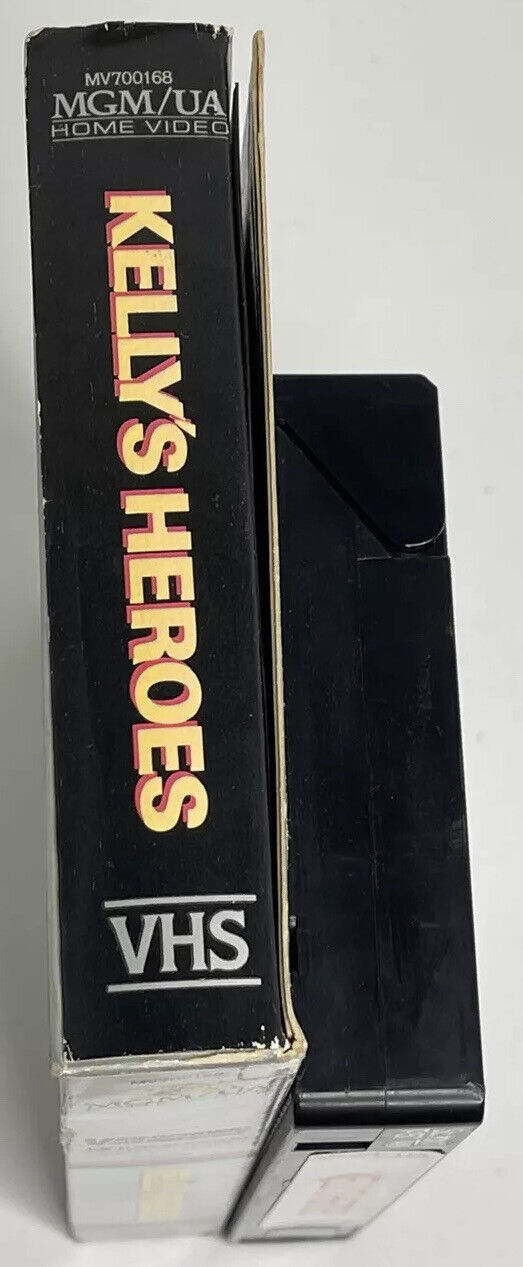 MV700168
MGM/UA
HOME VIDEO
KELLY'S HEROES
VHS